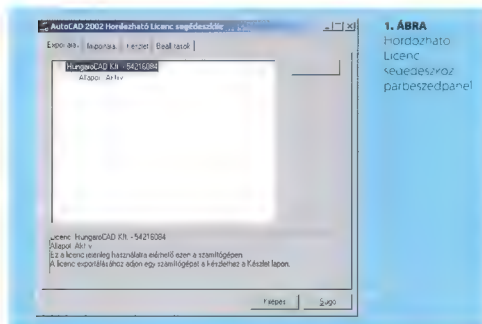 AutoCAD 2002 Hordozható Licenc segédeszköz
Exportálás Importálás Készlet Beállítások
HungaroCAD Kft. - 54216084
Állapot Aktív
Licenc HungaroCAD Kft. - 54216084
Állapot Aktív
Ez a licenc jelenleg használatra elérhető ezen a számítógépen
A licenc exportálásához adjon egy számítógépet a készlethez a Készlet lapon.
Kilépés Súgó
1. ÁBRA
Hordozható
Licenc
segédeszköz
párbeszédpanel